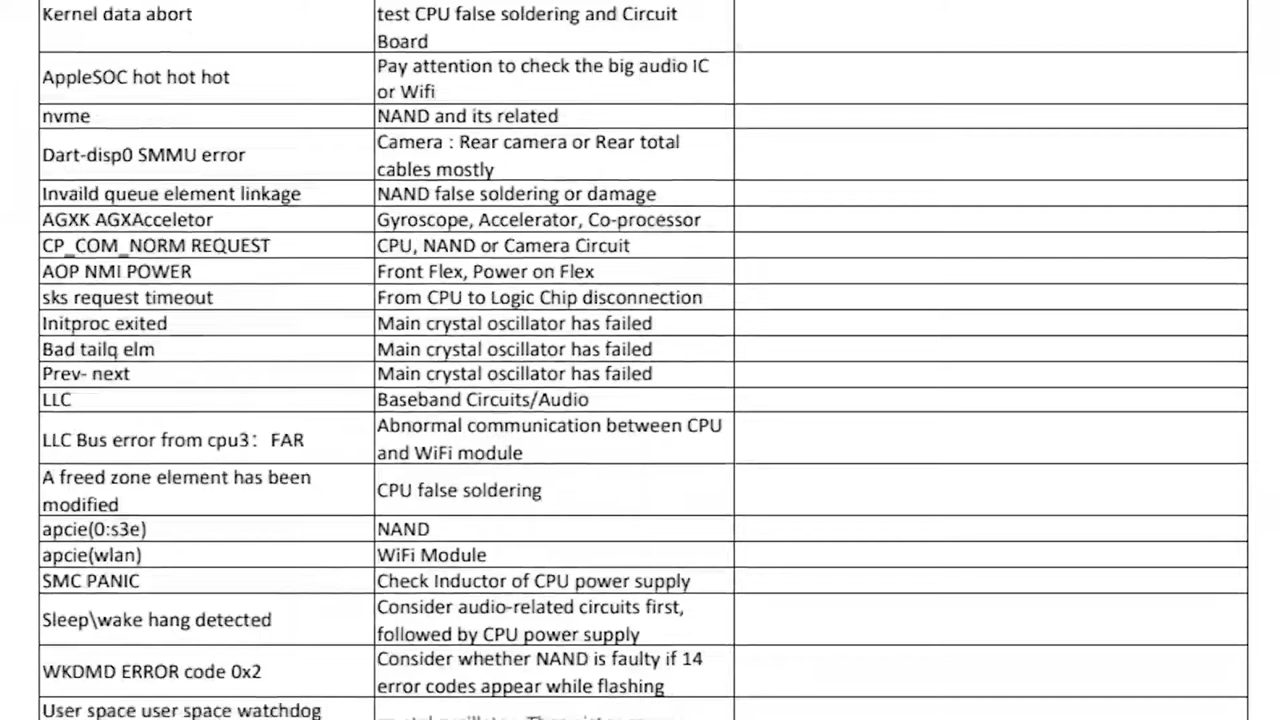 Kernel data abort
test CPU false soldering and Circuit
Board
AppleSOC hot hot hot
Pay attention to check the big audio IC
or Wifi
nvme
NAND and its related
Dart-disp0 SMMU error
Camera : Rear camera or Rear total
cables mostly
Invaild queue element linkage
NAND false soldering or damage
AGXK AGXAcceletor
Gyroscope, Accelerator, Co-processor
CP_COM_NORM REQUEST
CPU, NAND or Camera Circuit
AOP NMI POWER
Front Flex, Power on Flex
sks request timeout
From CPU to Logic Chip disconnection
Initproc exited
Main crystal oscillator has failed
Bad tailq elm
Main crystal oscillator has failed
Prev- next
Main crystal oscillator has failed
LLC
Baseband Circuits/Audio
LLC Bus error from cpu3： FAR
Abnormal communication between CPU
and WiFi module
A freed zone element has been
modified
CPU false soldering
apcie(0:s3e)
NAND
apcie(wlan)
WiFi Module
SMC PANIC
Check Inductor of CPU power supply
Sleep\wake hang detected
Consider audio-related circuits first,
followed by CPU power supply
WKDMD ERROR code 0x2
Consider whether NAND is faulty if 14
error codes appear while flashing
User space user space watchdog